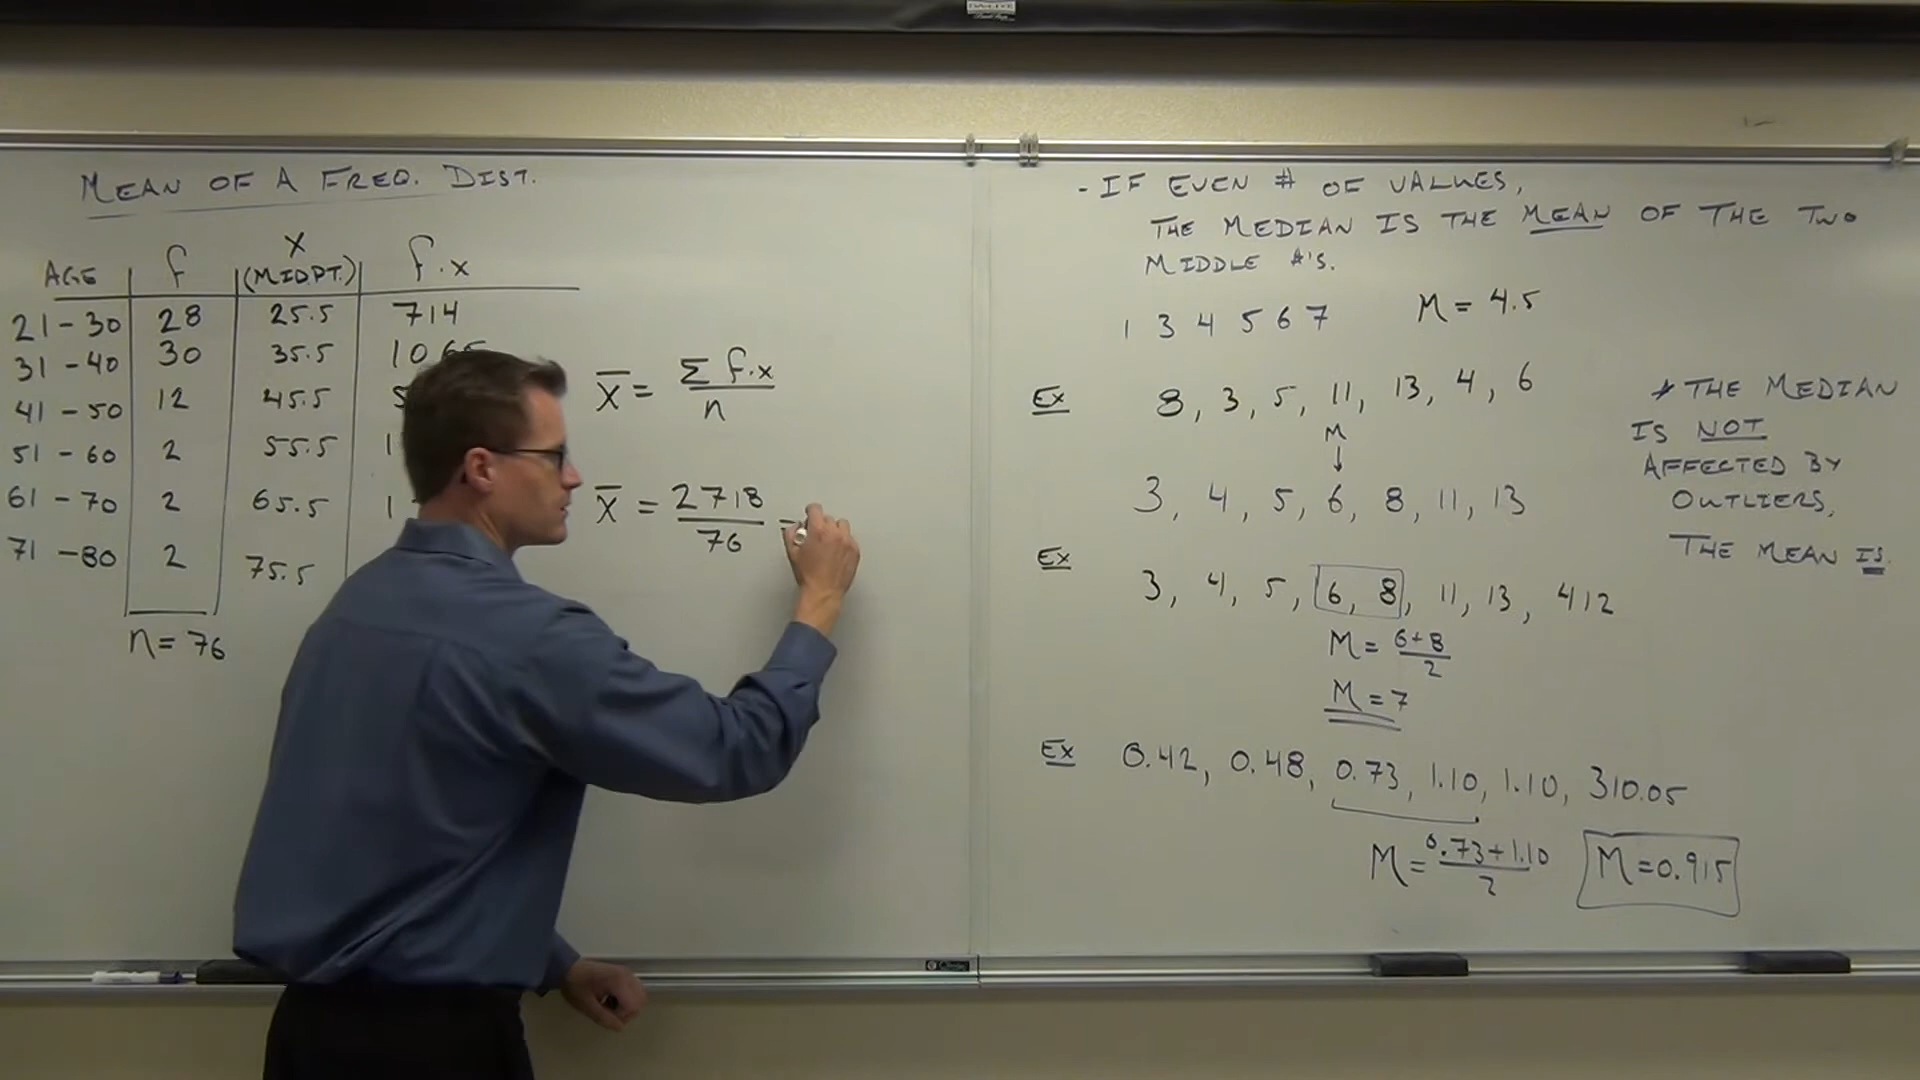 MEAN OF A FREQ. DIST.
AGE f X (MIDPT.) f·x
21-30 28 25.5 714
31-40 30 35.5
41-50 12 45.5
51-60 2 55.5
61-70 2 65.5
71-80 2 75.5
n=76
x̄ = Σ f·x / n
x̄ = 2718 / 76 =
- IF EVEN # OF VALUES,
THE MEDIAN IS THE MEAN OF THE TWO
MIDDLE #'S.
1 3 4 5 6 7 M = 4.5
Ex 8, 3, 5, 11, 13, 4, 6
M
↓
3, 4, 5, 6, 8, 11, 13
Ex
3, 4, 5, 6, 8, 11, 13, 412
M = 6+8 / 2
M = 7
Ex 0.42, 0.48, 0.73, 1.10, 1.10, 310.05
M = 0.73+1.10 / 2 M=0.915
* THE MEDIAN
IS NOT
AFFECTED BY
OUTLIERS,
THE MEAN IS.